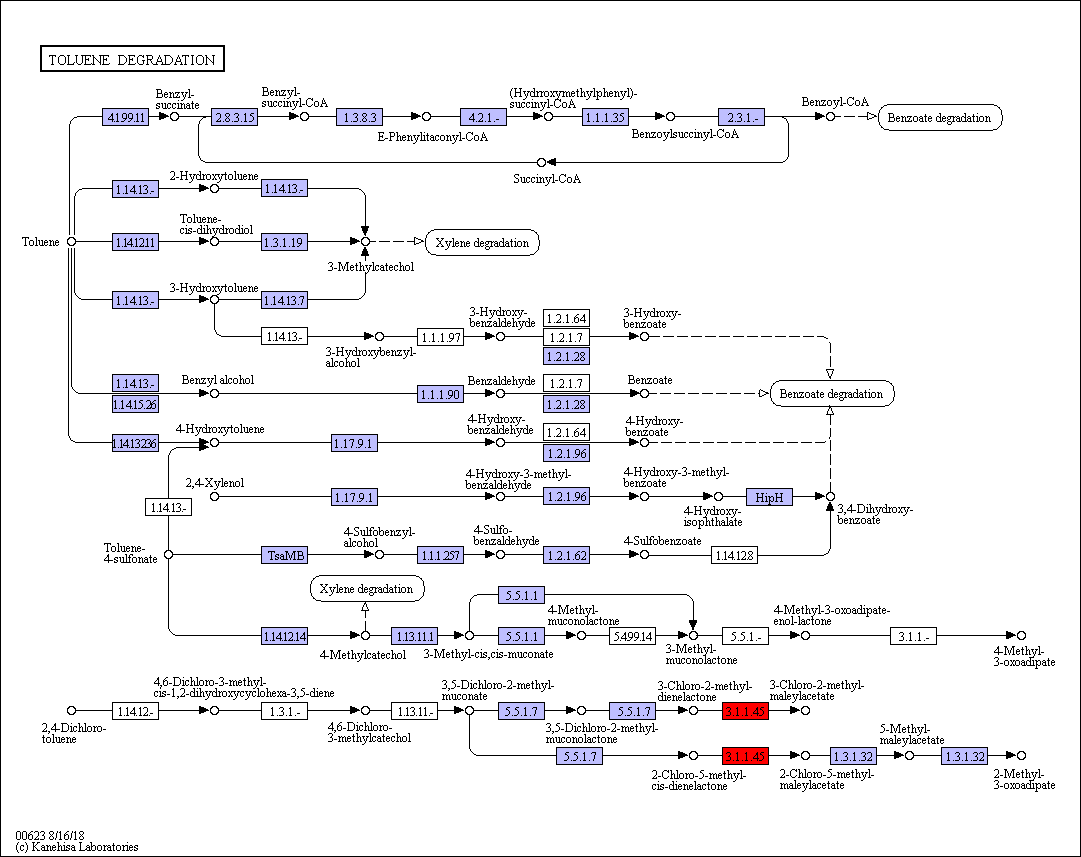 TOLUENE DEGRADATION
Benzyl-
succinate
Benzyl-
succinyl-CoA
(Hydrroxymethylphenyl)-
succinyl-CoA
Benzoyl-CoA
4.1.99.11
2.8.3.15
1.3.8.3
4.2.1.-
1.1.1.35
2.3.1.-
Benzoate degradation
E-Phenylitaconyl-CoA
Benzoylsuccinyl-CoA
Succinyl-CoA
2-Hydroxytoluene
1.14.13.-
1.14.13.-
Toluene-
cis-dihydrodiol
Toluene
1.14.12.11
1.3.1.19
Xylene degradation
3-Methylcatechol
3-Hydroxytoluene
1.14.13.-
1.14.13.7
3-Hydroxy-
benzaldehyde
3-Hydroxy-
benzoate
1.2.1.64
1.14.13.-
1.1.1.97
1.2.1.7
3-Hydroxybenzyl-
alcohol
1.2.1.28
1.14.13.-
Benzyl alcohol
Benzaldehyde
1.2.1.7
Benzoate
1.14.15.26
1.1.1.90
1.2.1.28
Benzoate degradation
4-Hydroxytoluene
4-Hydroxy-
benzaldehyde
4-Hydroxy-
benzoate
1.2.1.64
1.14.13.236
1.17.9.1
1.2.1.96
2,4-Xylenol
4-Hydroxy-3-methyl-
benzaldehyde
4-Hydroxy-3-methyl-
benzoate
1.17.9.1
1.2.1.96
HipH
1.14.13.-
4-Hydroxy-
isophthalate
3,4-Dihydroxy-
benzoate
Toluene-
4-sulfonate
4-Sulfobenzyl-
alcohol
4-Sulfo-
benzaldehyde
4-Sulfobenzoate
TsaMB
1.1.1.257
1.2.1.62
1.14.12.8
Xylene degradation
5.5.1.1
4-Methyl-
muconolactone
4-Methyl-3-oxoadipate-
enol-lactone
1.14.12.14
1.13.11.1
5.5.1.1
5.4.99.14
5.5.1.-
3.1.1.-
4-Methylcatechol
3-Methyl-cis,cis-muconate
3-Methyl-
muconolactone
4-Methyl-
3-oxoadipate
4,6-Dichloro-3-methyl-
cis-1,2-dihydroxycyclohexa-3,5-diene
3,5-Dichloro-2-methyl-
muconate
3-Chloro-2-methyl-
dienelactone
3-Chloro-2-methyl-
maleylacetate
1.14.12.-
1.3.1.-
1.13.11.-
5.5.1.7
5.5.1.7
3.1.1.45
2,4-Dichloro-
toluene
4,6-Dichloro-
3-methylcatechol
3,5-Dichloro-2-methyl-
muconolactone
5-Methyl-
maleylacetate
5.5.1.7
3.1.1.45
1.3.1.32
1.3.1.32
2-Chloro-5-methyl-
cis-dienelactone
2-Chloro-5-methyl-
maleylacetate
2-Methyl-
3-oxoadipate
00623 8/16/18
(c) Kanehisa Laboratories